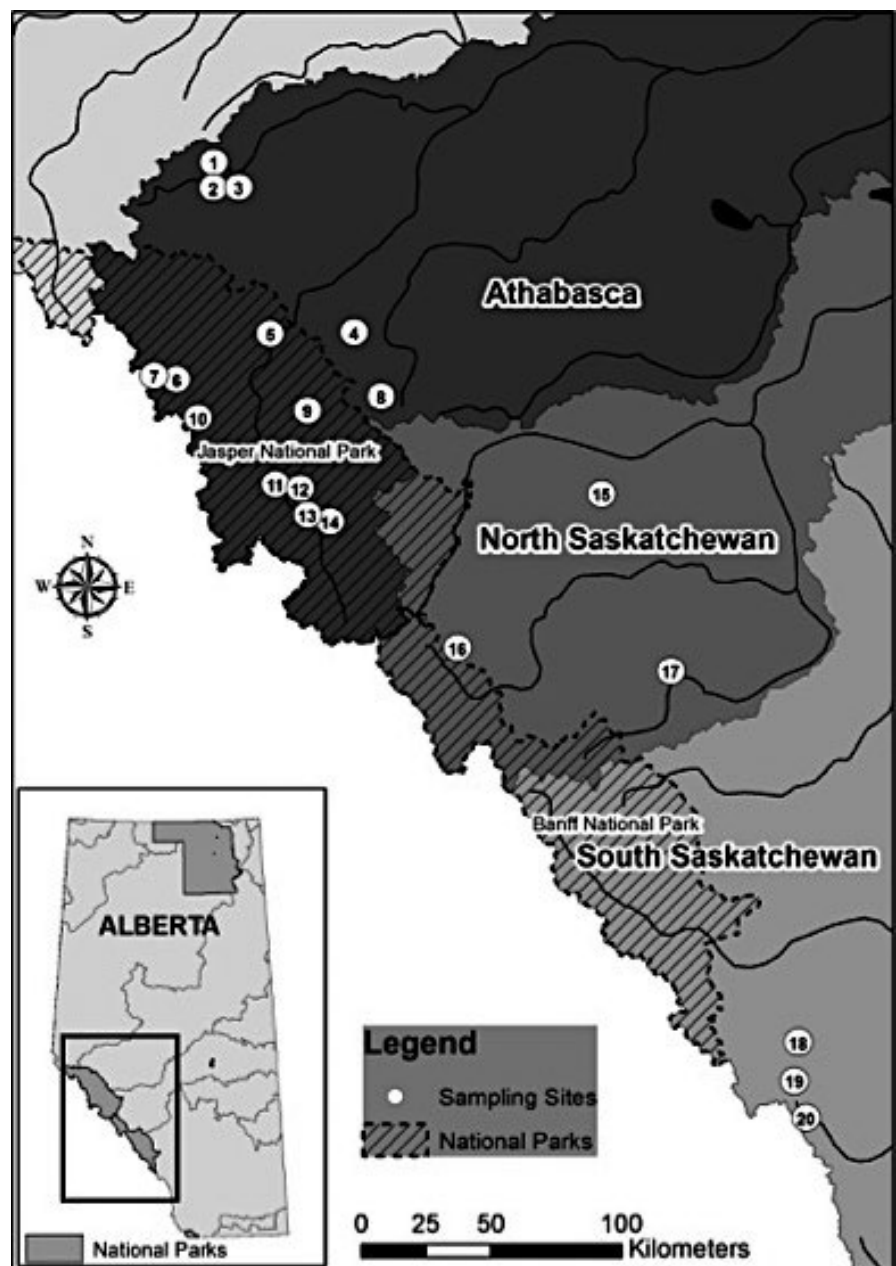 1
2 3
Athabasca
4
5
7 6
8
9
10
Jasper National Park
11 12
13 14
15
North Saskatchewan
N
W E
S
16
17
Banff National Park
South Saskatchewan
ALBERTA
18
19
20
Legend
Sampling Sites
National Parks
0 25 50 100
Kilometers
National Parks